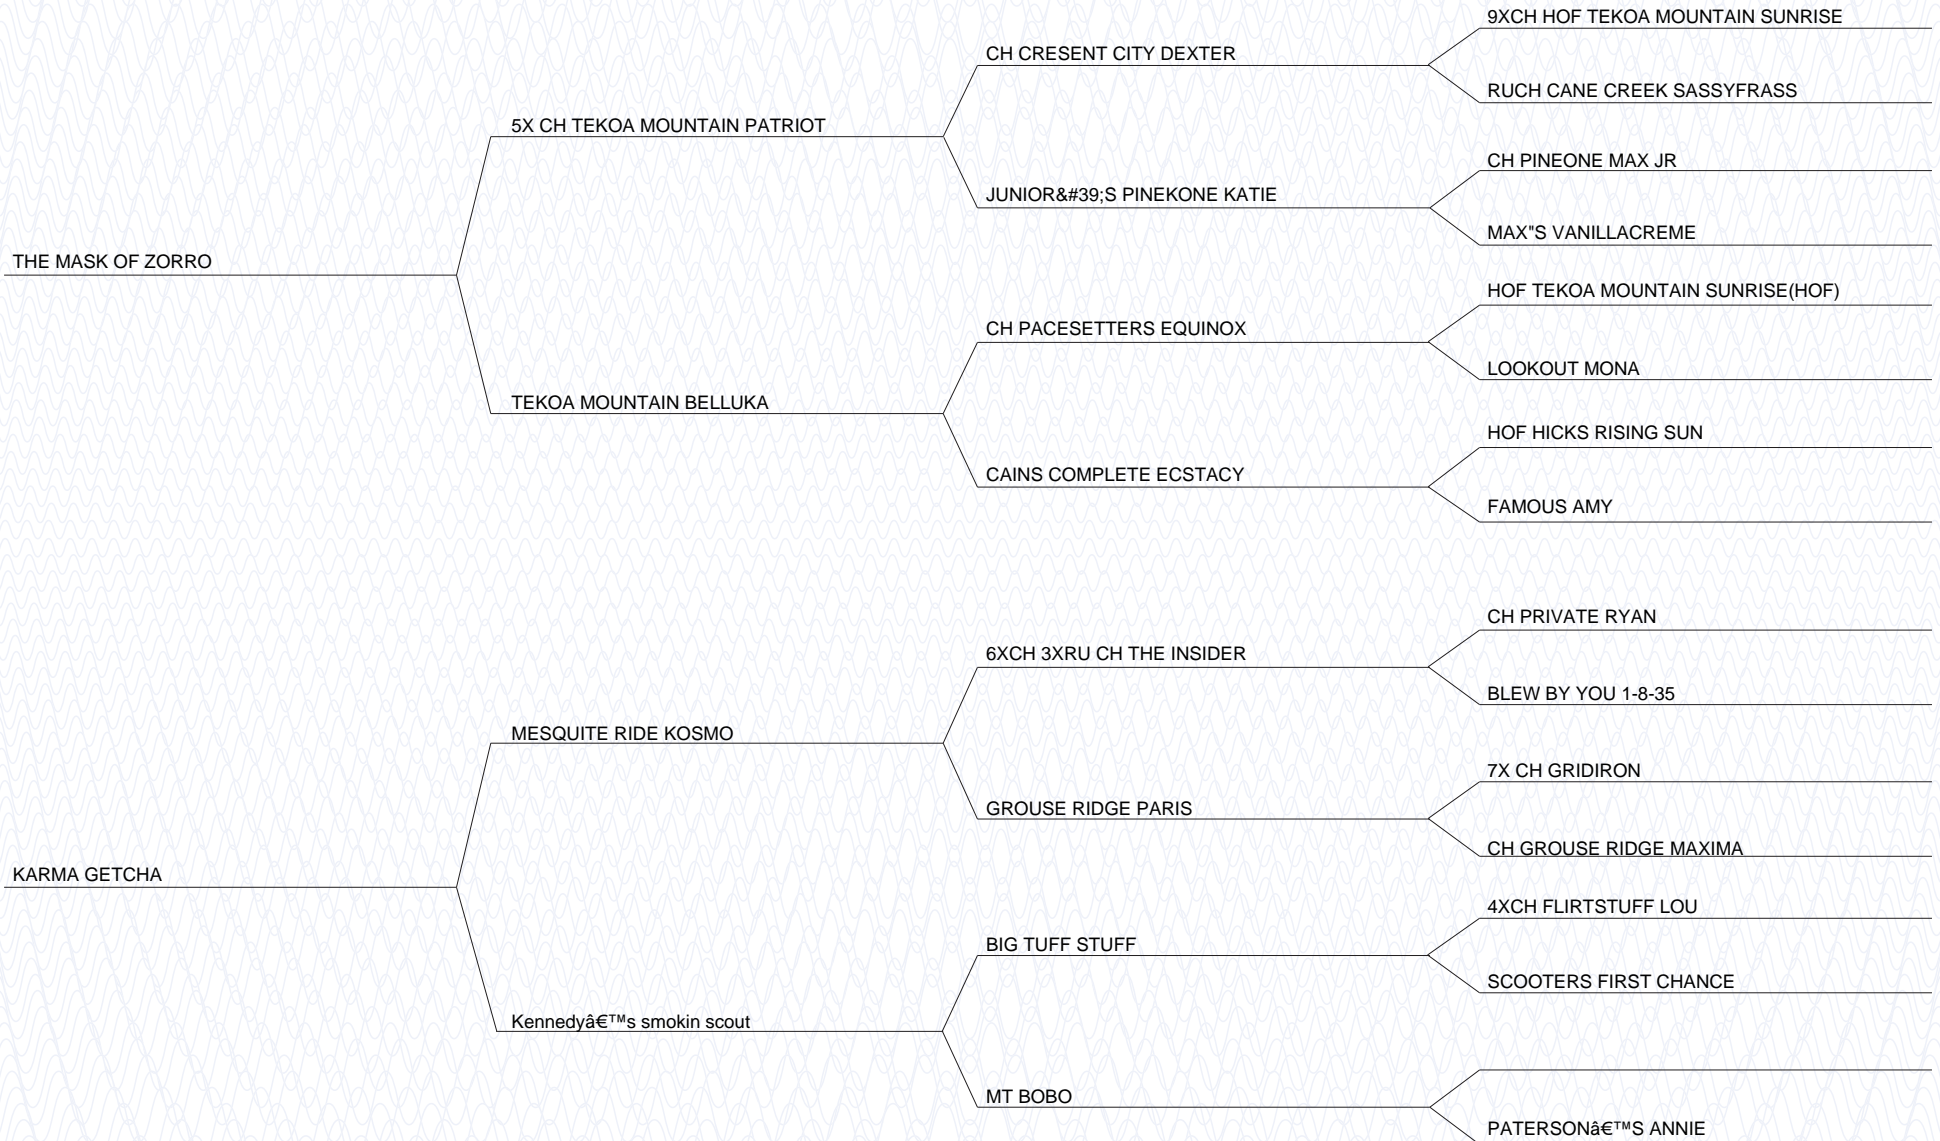 9XCH HOF TEKOA MOUNTAIN SUNRISE
CH CRESENT CITY DEXTER
RUCH CANE CREEK SASSYFRASS
5X CH TEKOA MOUNTAIN PATRIOT
CH PINEONE MAX JR
JUNIOR&#39;S PINEKONE KATIE
MAX"S VANILLACREME
THE MASK OF ZORRO
HOF TEKOA MOUNTAIN SUNRISE(HOF)
CH PACESETTERS EQUINOX
LOOKOUT MONA
TEKOA MOUNTAIN BELLUKA
HOF HICKS RISING SUN
CAINS COMPLETE ECSTACY
FAMOUS AMY
CH PRIVATE RYAN
6XCH 3XRU CH THE INSIDER
BLEW BY YOU 1-8-35
MESQUITE RIDE KOSMO
7X CH GRIDIRON
GROUSE RIDGE PARIS
CH GROUSE RIDGE MAXIMA
KARMA GETCHA
4XCH FLIRTSTUFF LOU
BIG TUFF STUFF
SCOOTERS FIRST CHANCE
Kennedyâ€™s smokin scout
MT BOBO
PATERSONâ€™S ANNIE